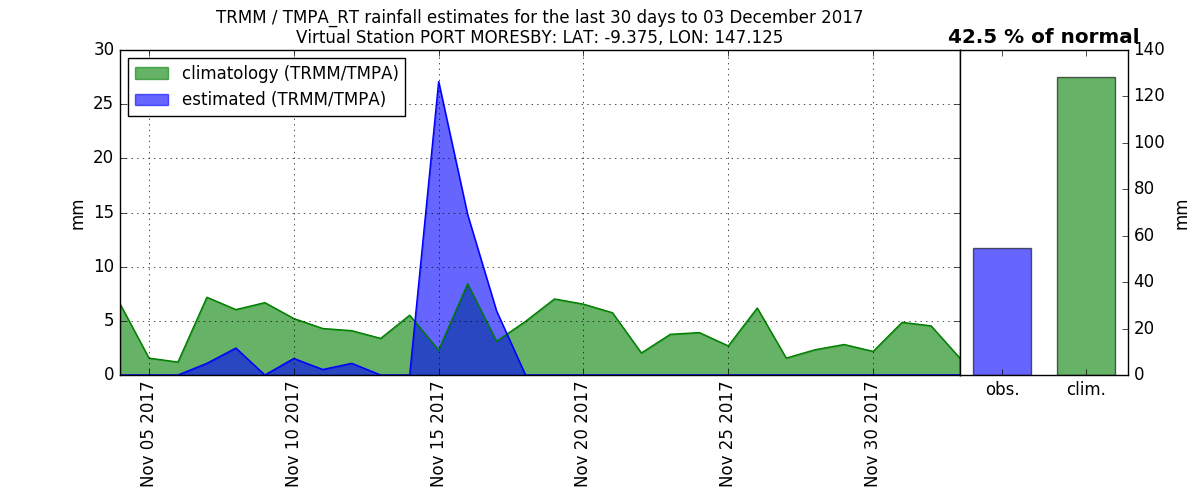 TRMM / TMPA_RT rainfall estimates for the last 30 days to 03 December 2017
Virtual Station PORT MORESBY: LAT: -9.375, LON: 147.125
42.5 % of normal
climatology (TRMM/TMPA)
estimated (TRMM/TMPA)
30
25
20
15
10
5
0
mm
Nov 05 2017
Nov 10 2017
Nov 15 2017
Nov 20 2017
Nov 25 2017
Nov 30 2017
obs.
clim.
140
120
100
80
60
40
20
0
mm